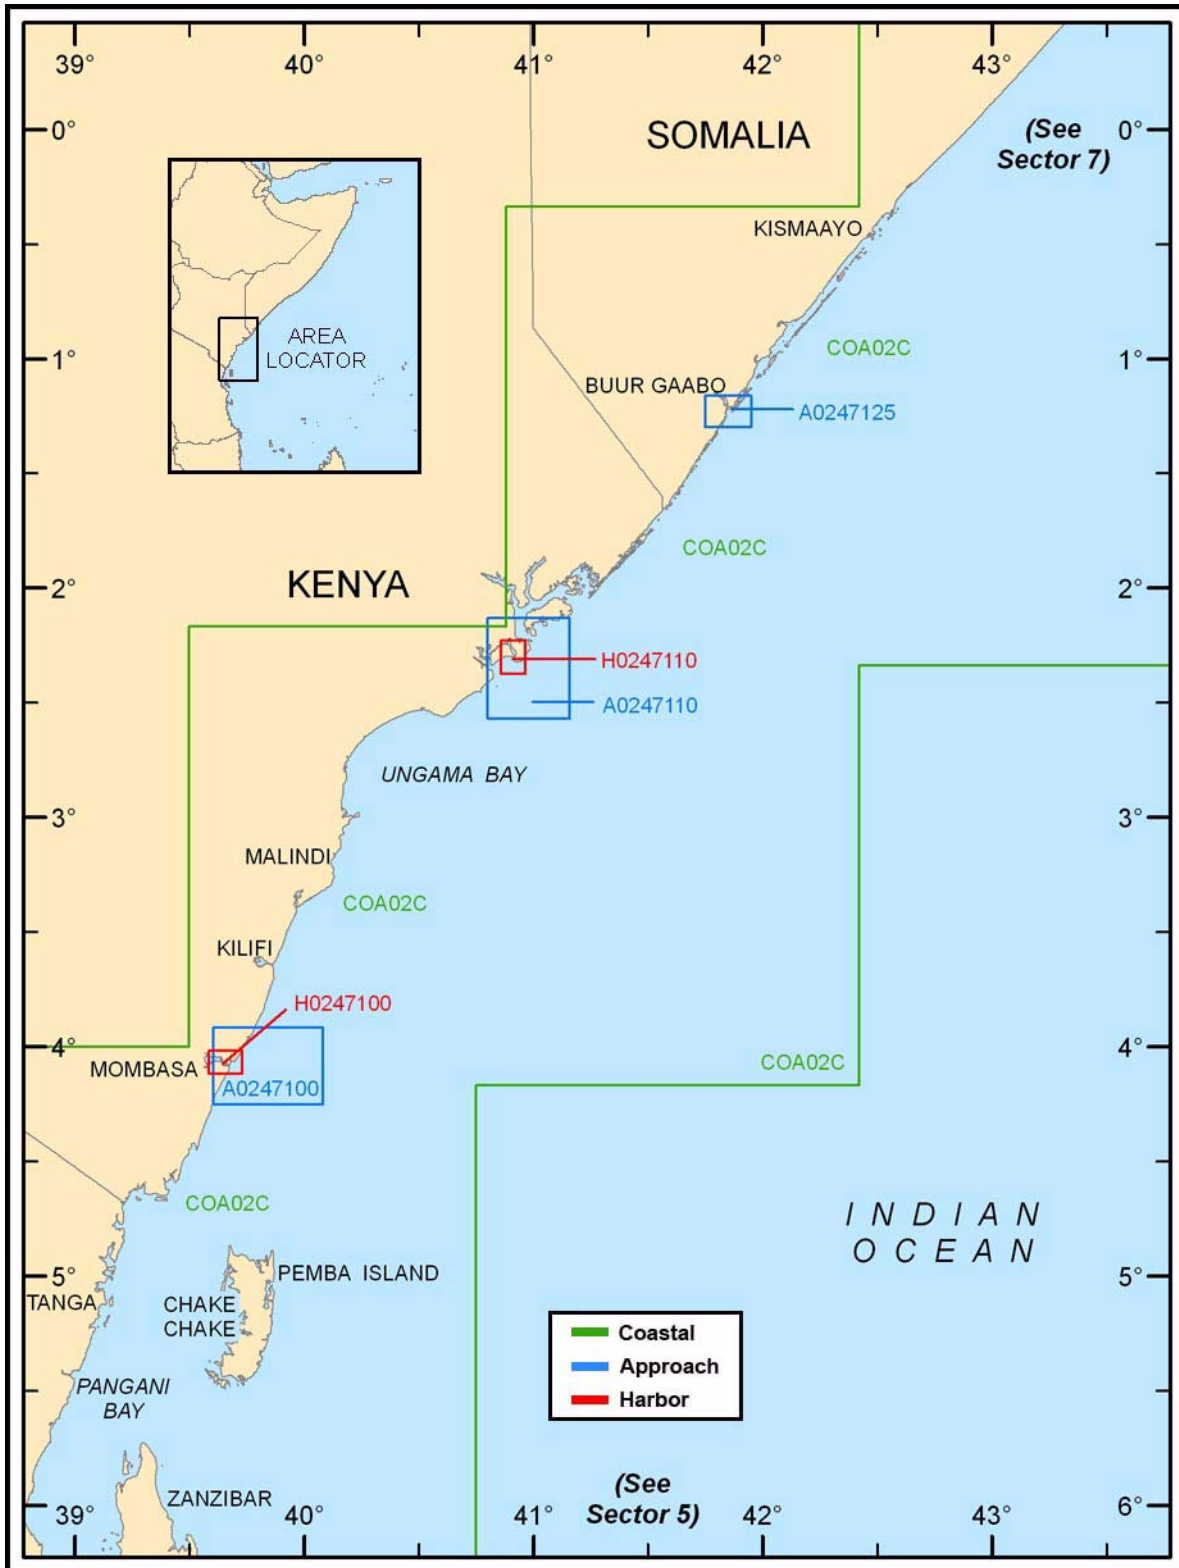 39°
40°
41°
42°
43°
SOMALIA
(See
Sector 7)
0°
0°
KISMAAYO
AREA
LOCATOR
COA02C
1°
1°
BUUR GAABO
A0247125
COA02C
KENYA
2°
2°
H0247110
A0247110
UNGAMA BAY
3°
3°
MALINDI
COA02C
KILIFI
H0247100
4°
4°
MOMBASA
COA02C
A0247100
COA02C
INDIAN
OCEAN
PEMBA ISLAND
5°
5°
TANGA
CHAKE
CHAKE
Coastal
Approach
Harbor
PANGANI
BAY
(See
Sector 5)
ZANZIBAR
6°
6°
39°
40°
41°
42°
43°